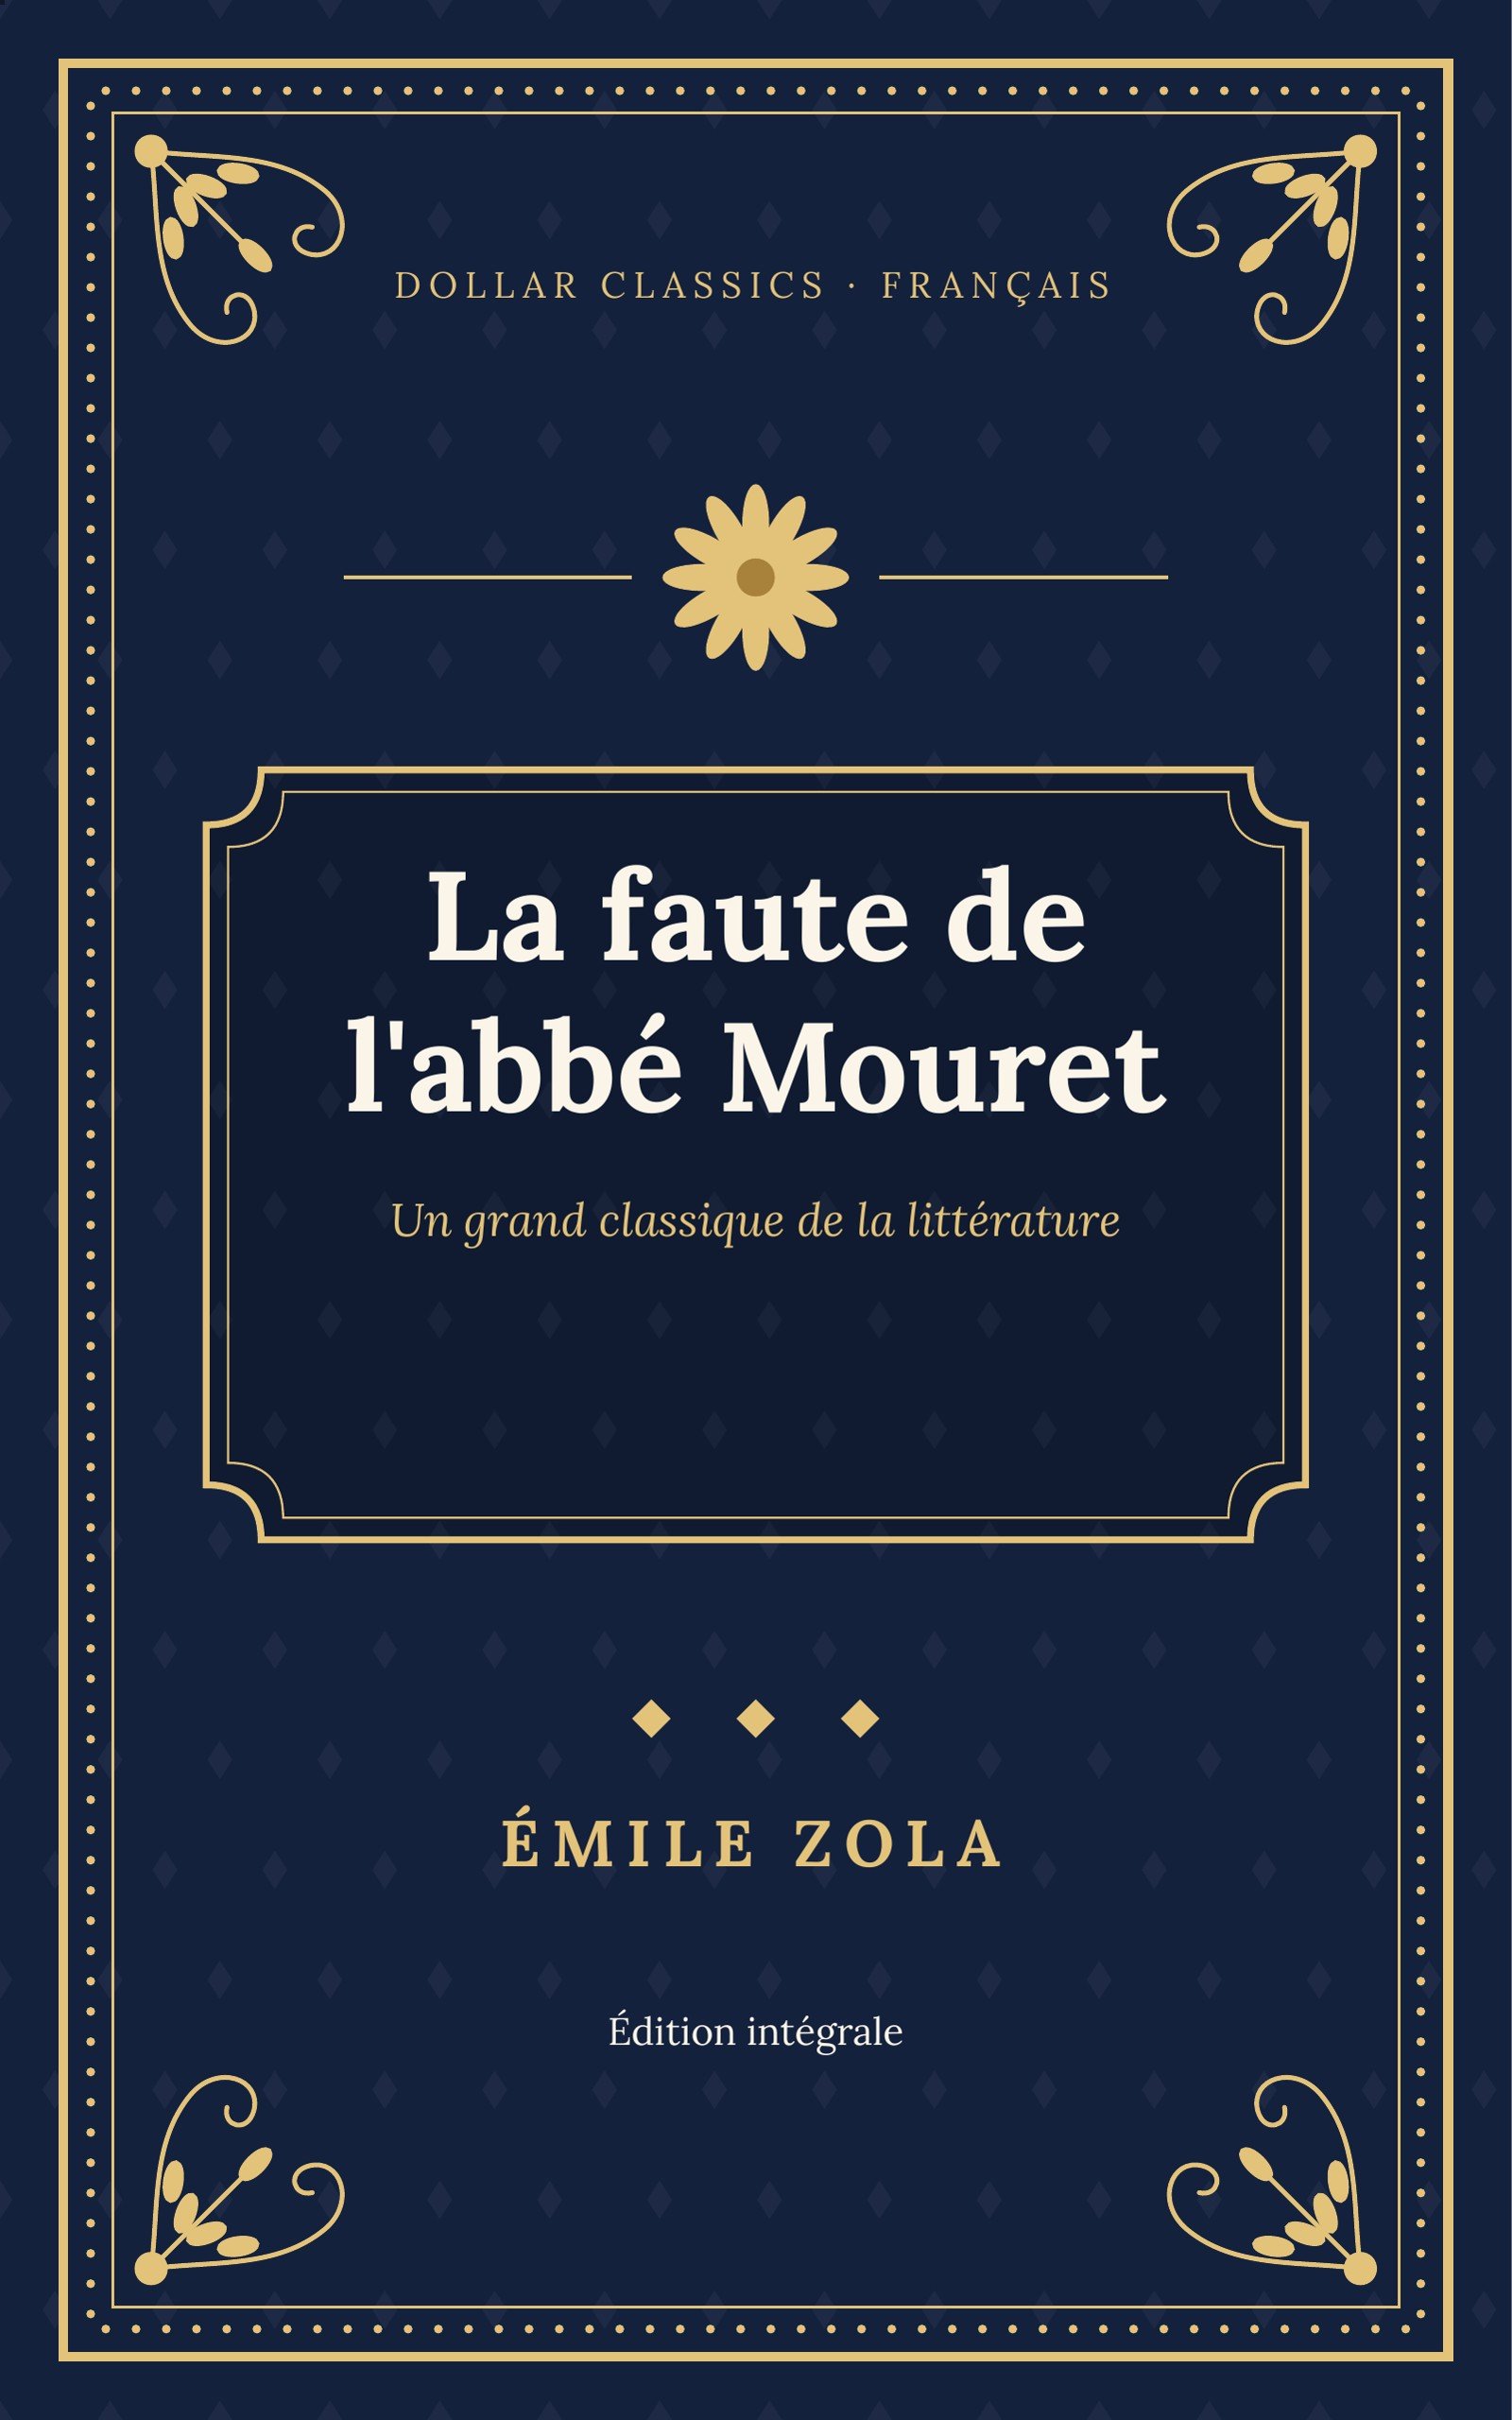 DOLLAR CLASSICS · FRANÇAIS
La faute de
l'abbé Mouret
Un grand classique de la littérature
ÉMILE ZOLA
Édition intégrale